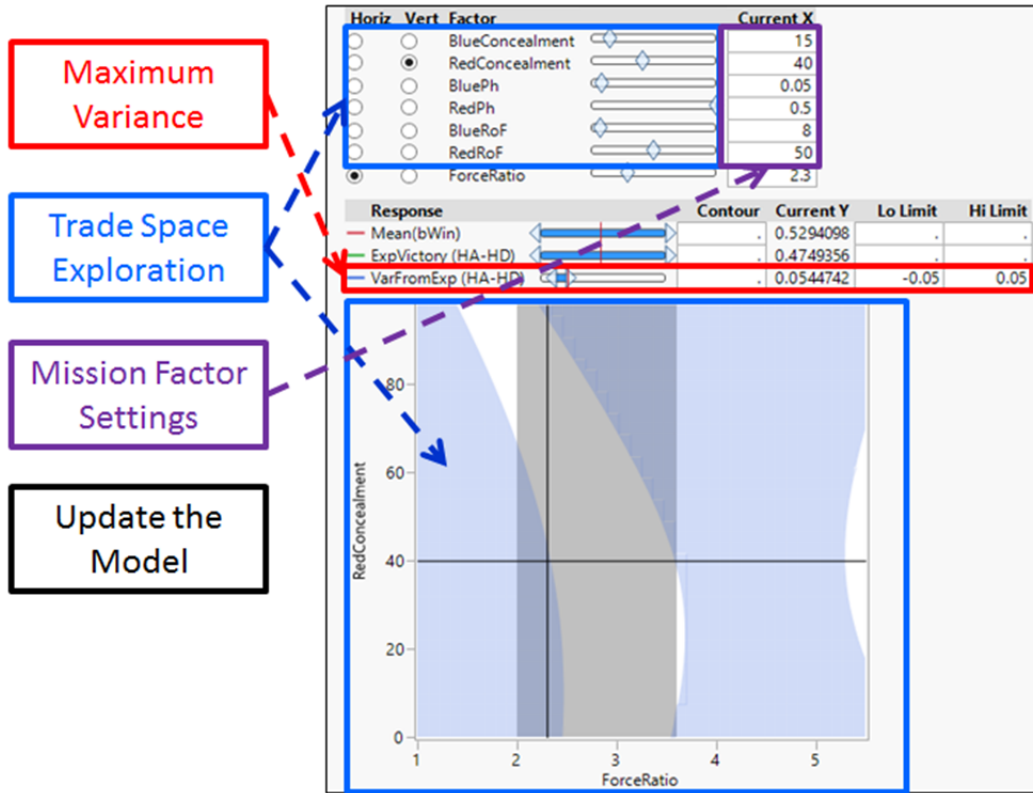 Maximum
Variance
Trade Space
Exploration
Mission Factor
Settings
Update the
Model
Horiz Vert Factor Current X
BlueConcealment 15
RedConcealment 40
BluePh 0.05
RedPh 0.5
BlueRoF 8
RedRoF 50
ForceRatio 2.3
Response Contour Current Y Lo Limit Hi Limit
Mean(bWin) . 0.5294098 . .
ExpVictory (HA-HD) . 0.4749356 . .
VarFromExp (HA-HD) . 0.0544742 -0.05 0.05
RedConcealment
80
60
40
20
0
1 2 3 4 5
ForceRatio